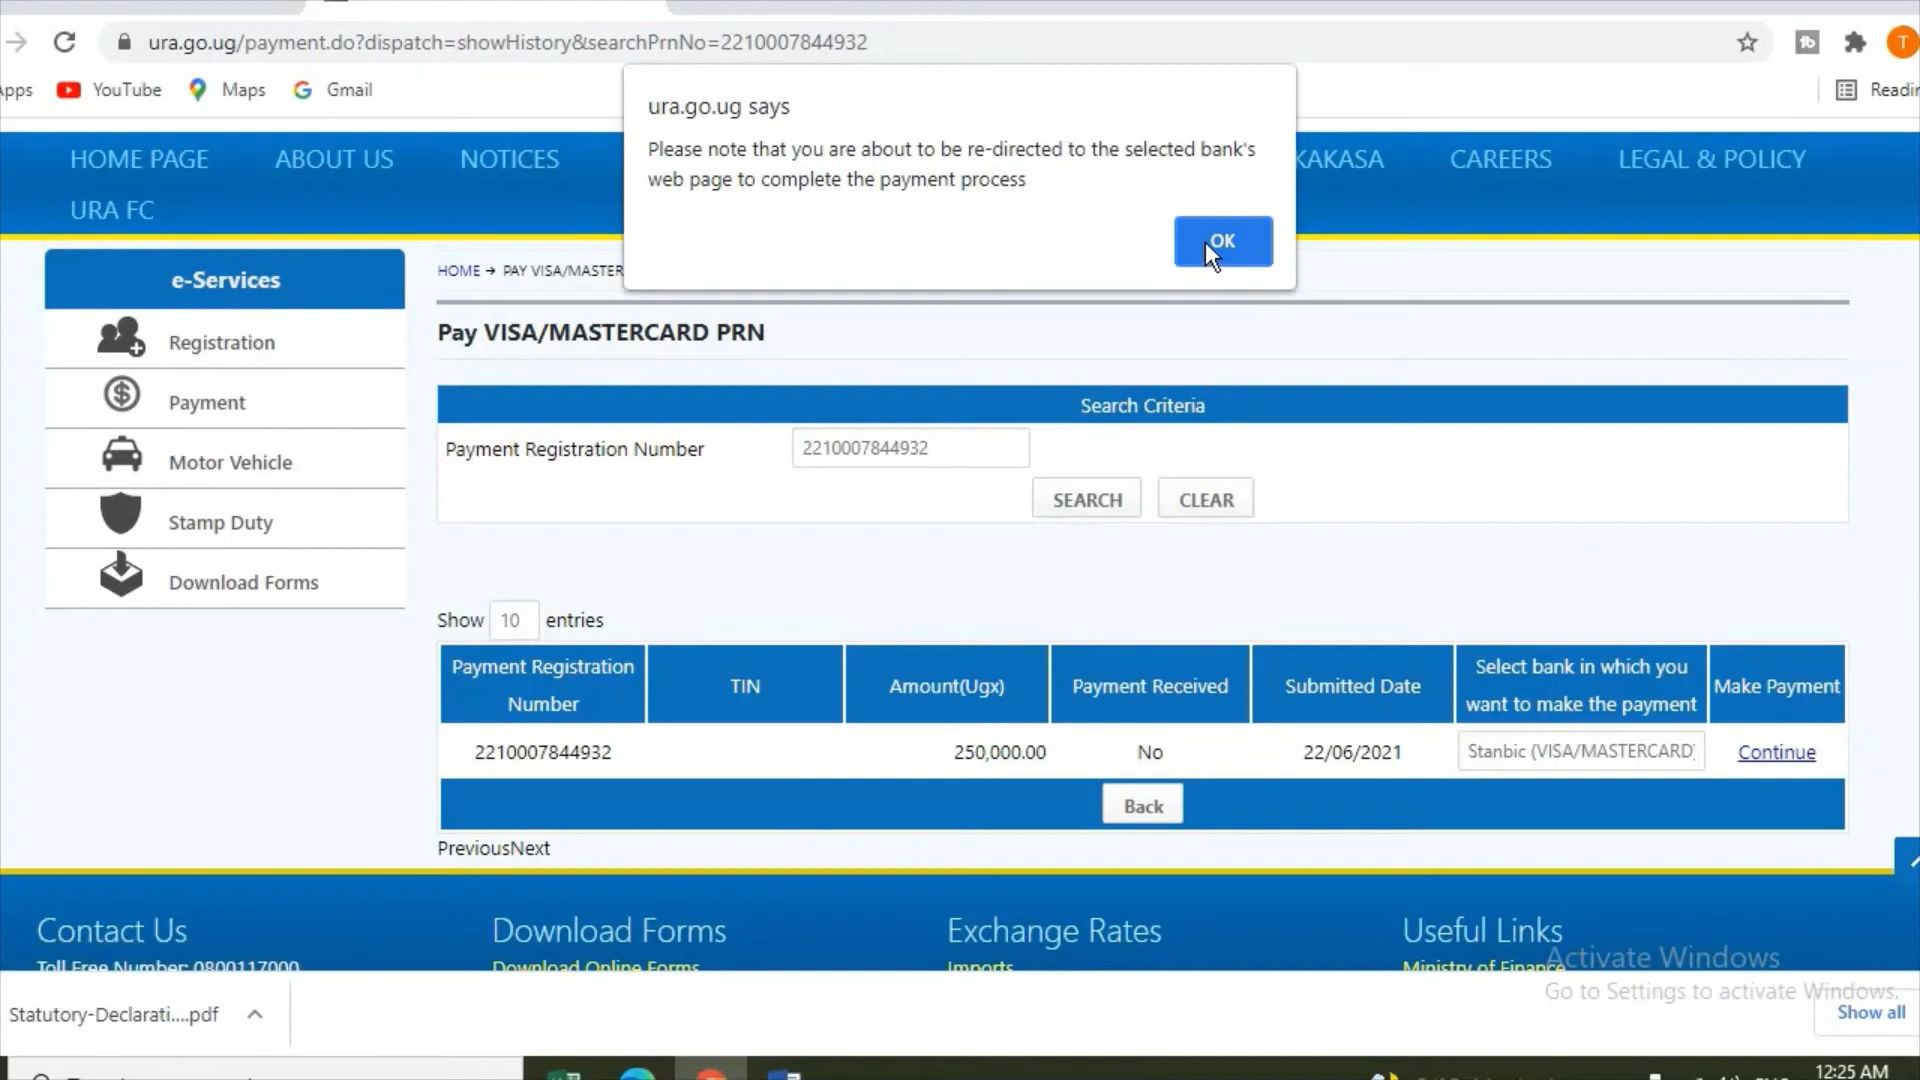 ura.go.ug/payment.do?dispatch=showHistory&searchPrnNo=2210007844932
YouTube
Maps
Gmail
ura.go.ug says
Please note that you are about to be re-directed to the selected bank's
web page to complete the payment process
OK
HOME PAGE
ABOUT US
NOTICES
KAKASA
CAREERS
LEGAL & POLICY
URA FC
e-Services
Registration
Payment
Motor Vehicle
Stamp Duty
Download Forms
HOME → PAY VISA/MASTER
Pay VISA/MASTERCARD PRN
Search Criteria
Payment Registration Number
2210007844932
SEARCH
CLEAR
Show 10 entries
Payment Registration
Number
TIN
Amount(Ugx)
Payment Received
Submitted Date
Select bank in which you
want to make the payment
Make Payment
2210007844932
250,000.00
No
22/06/2021
Stanbic (VISA/MASTERCARD)
Continue
Back
PreviousNext
Contact Us
Download Forms
Exchange Rates
Useful Links
Toll Free Number: 0800117000
Download Online Forms
Imports
Ministry of Finance
Activate Windows
Go to Settings to activate Windows.
Statutory-Declarati....pdf
Show all
12:25 AM